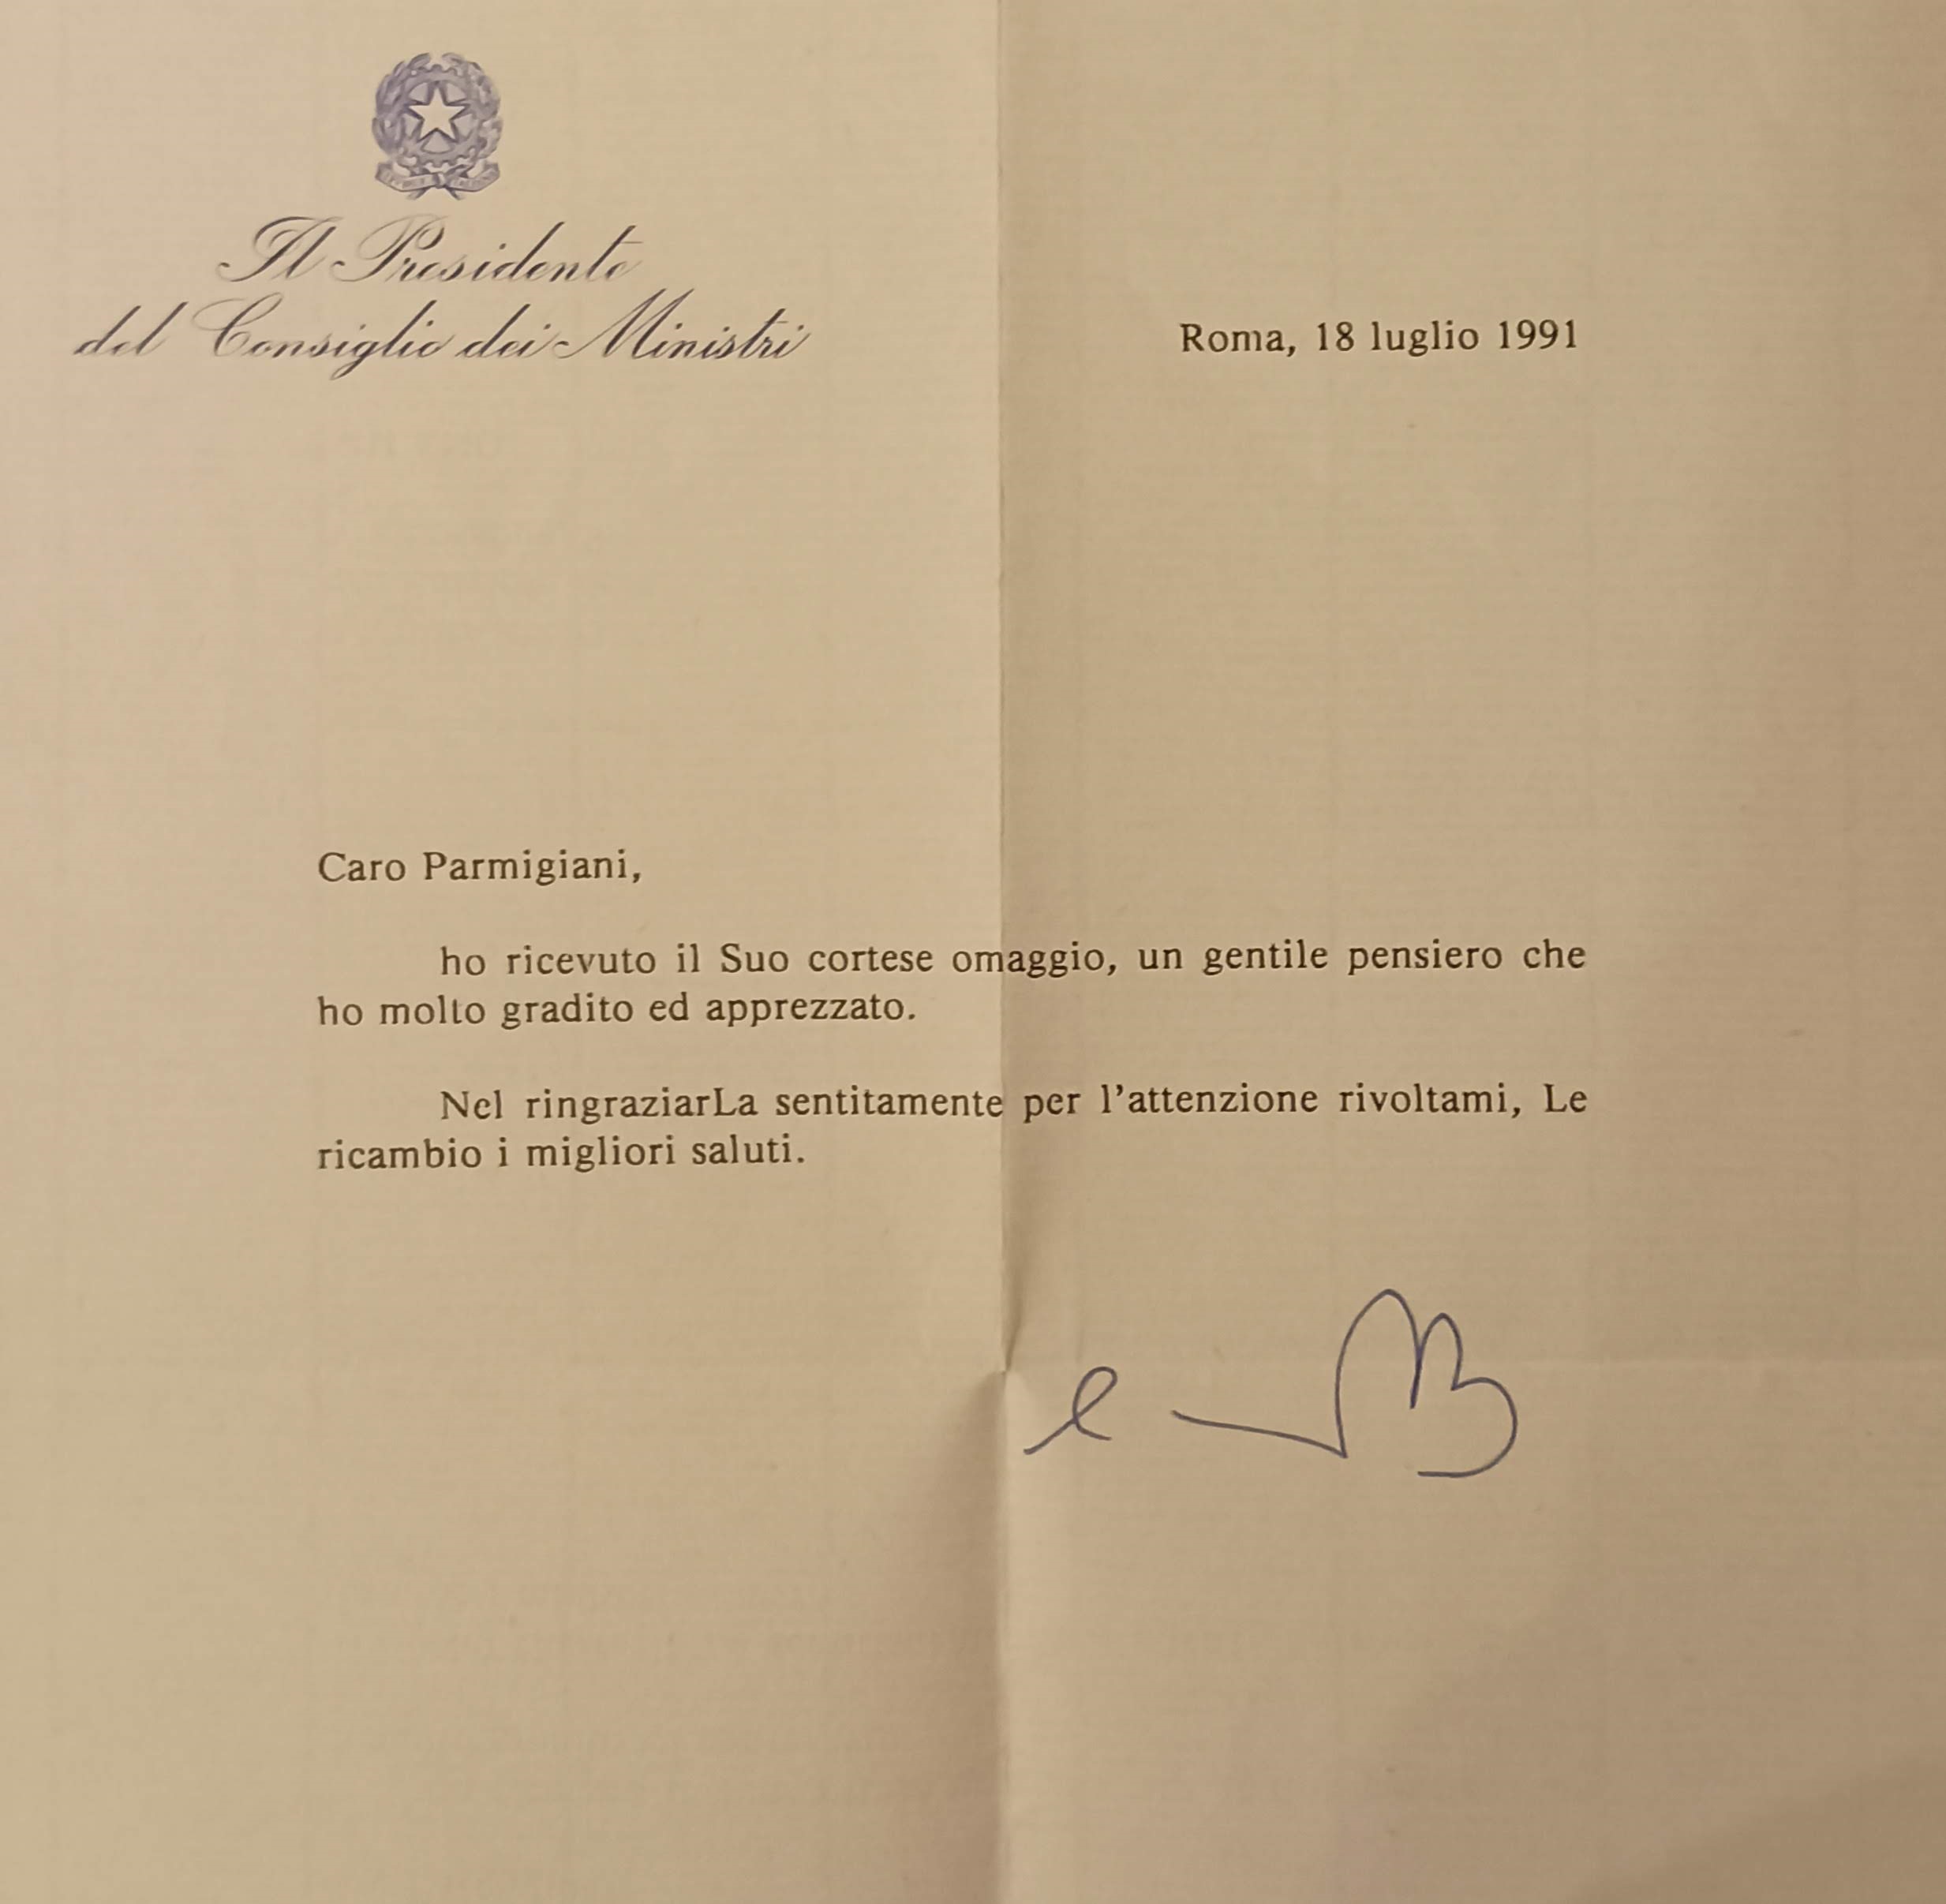 Il Presidente
del Consiglio dei Ministri
Roma, 18 luglio 1991
Caro Parmigiani,
ho ricevuto il Suo cortese omaggio, un gentile pensiero che
ho molto gradito ed apprezzato.
Nel ringraziarLa sentitamente per l'attenzione rivoltami, Le
ricambio i migliori saluti.